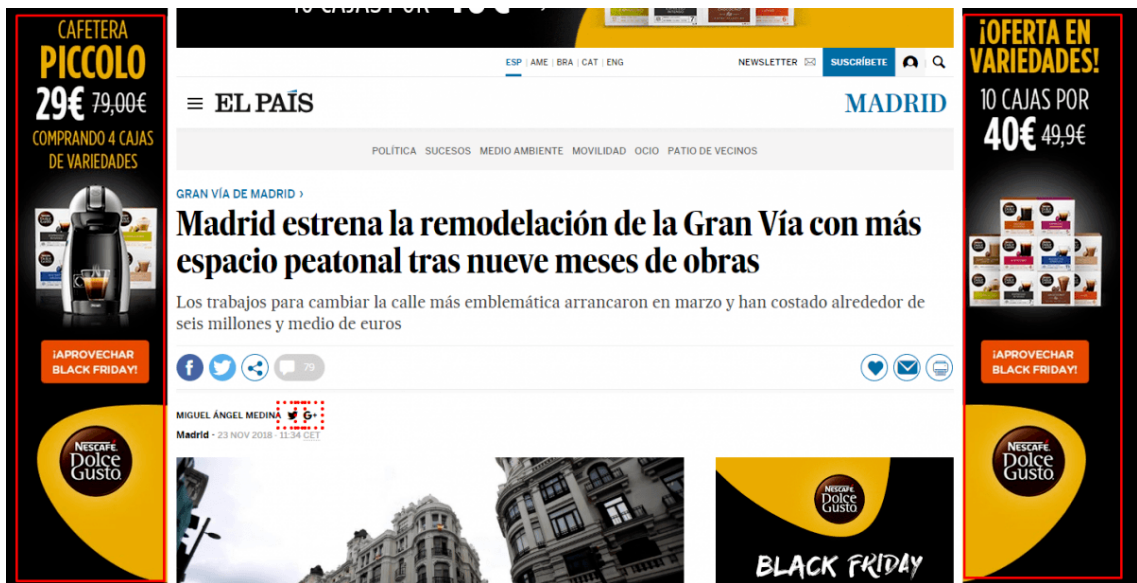 CAFETERA
PICCOLO
29€ 79,00€
COMPRANDO 4 CAJAS
DE VARIEDADES
¡APROVECHAR
BLACK FRIDAY!
NESCAFÉ.
Dolce
Gusto
10 CAJAS POR 40€
ESP | AME | BRA | CAT | ENG
NEWSLETTER
SUSCRÍBETE
EL PAÍS
MADRID
POLÍTICA SUCESOS MEDIO AMBIENTE MOVILIDAD OCIO PATIO DE VECINOS
GRAN VÍA DE MADRID ›
Madrid estrena la remodelación de la Gran Vía con más
espacio peatonal tras nueve meses de obras
Los trabajos para cambiar la calle más emblemática arrancaron en marzo y han costado alrededor de
seis millones y medio de euros
79
MIGUEL ÁNGEL MEDINA G+
Madrid - 23 NOV 2018 - 11:34 CET
NESCAFÉ.
Dolce
Gusto
BLACK FRIDAY
¡OFERTA EN
VARIEDADES!
10 CAJAS POR
40€ 49,9€
¡APROVECHAR
BLACK FRIDAY!
NESCAFÉ.
Dolce
Gusto